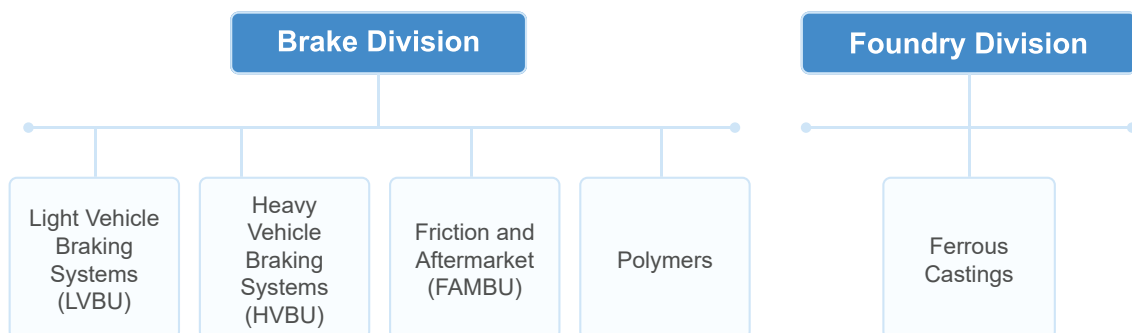 Brake Division
Foundry Division
Light Vehicle
Braking
Systems
(LVBU)
Heavy
Vehicle
Braking
Systems
(HVBU)
Friction and
Aftermarket
(FAMBU)
Polymers
Ferrous
Castings